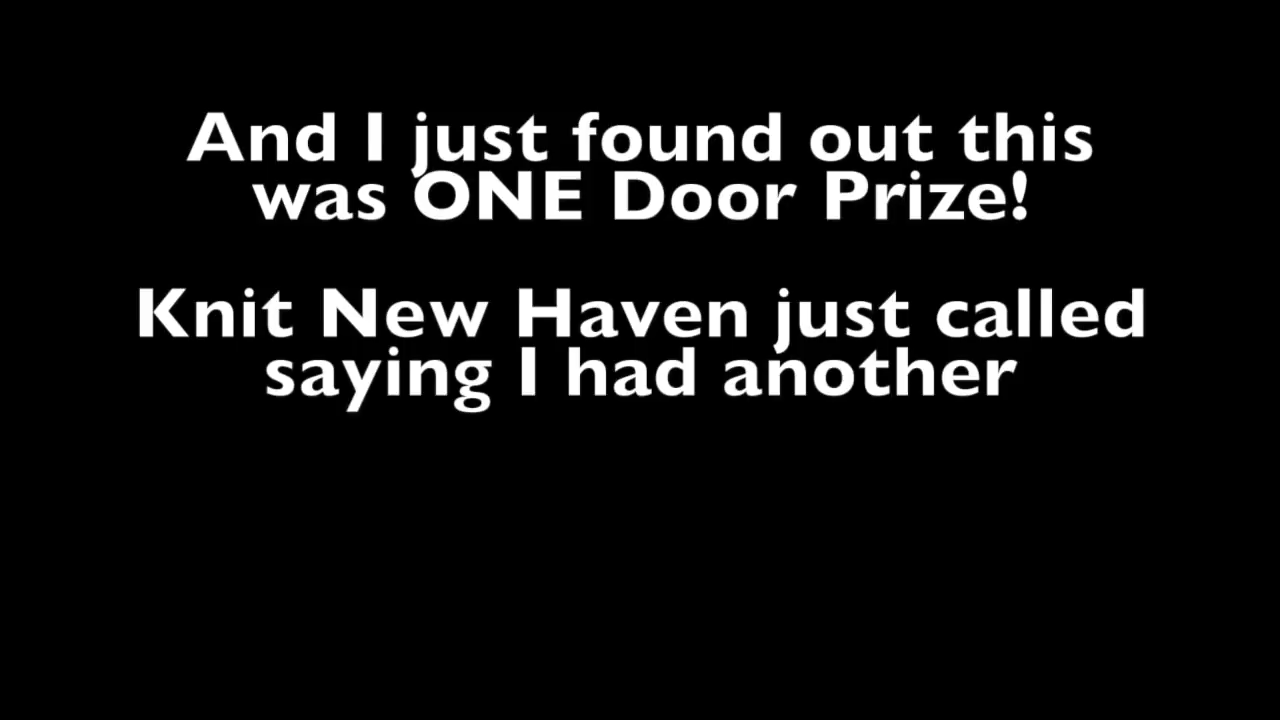 And I just found out this
was ONE Door Prize!
Knit New Haven just called
saying I had another